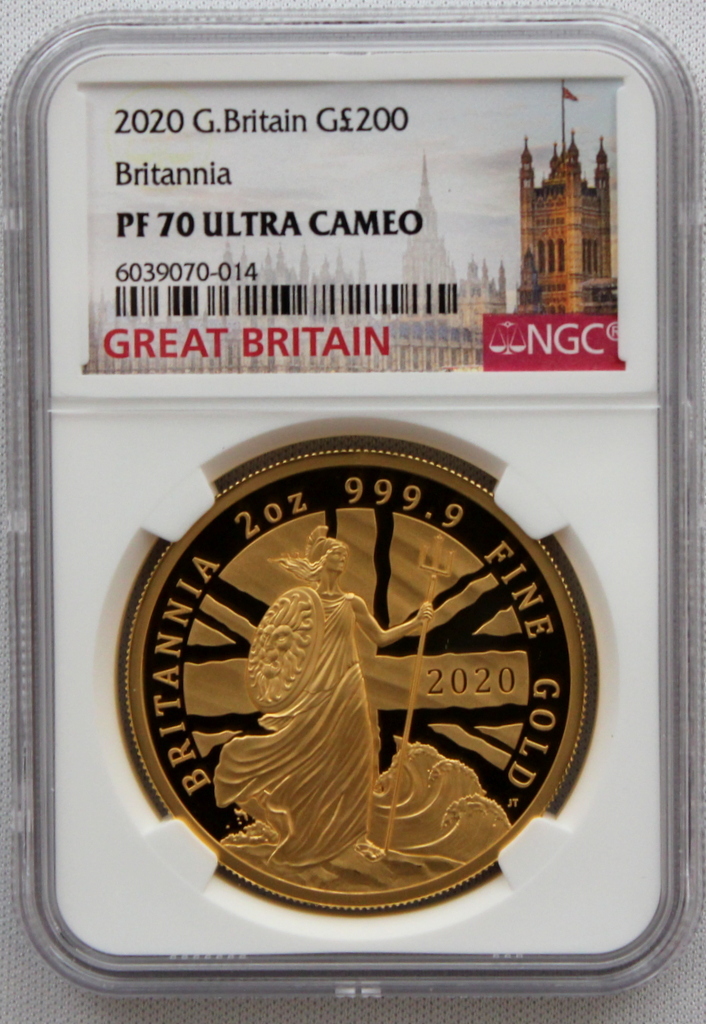 2020 G.Britain G£200
Britannia
PF 70 ULTRA CAMEO
6039070-014
GREAT BRITAIN
NGC®
BRITANNIA 2oz 999.9 FINE GOLD
2020
JT